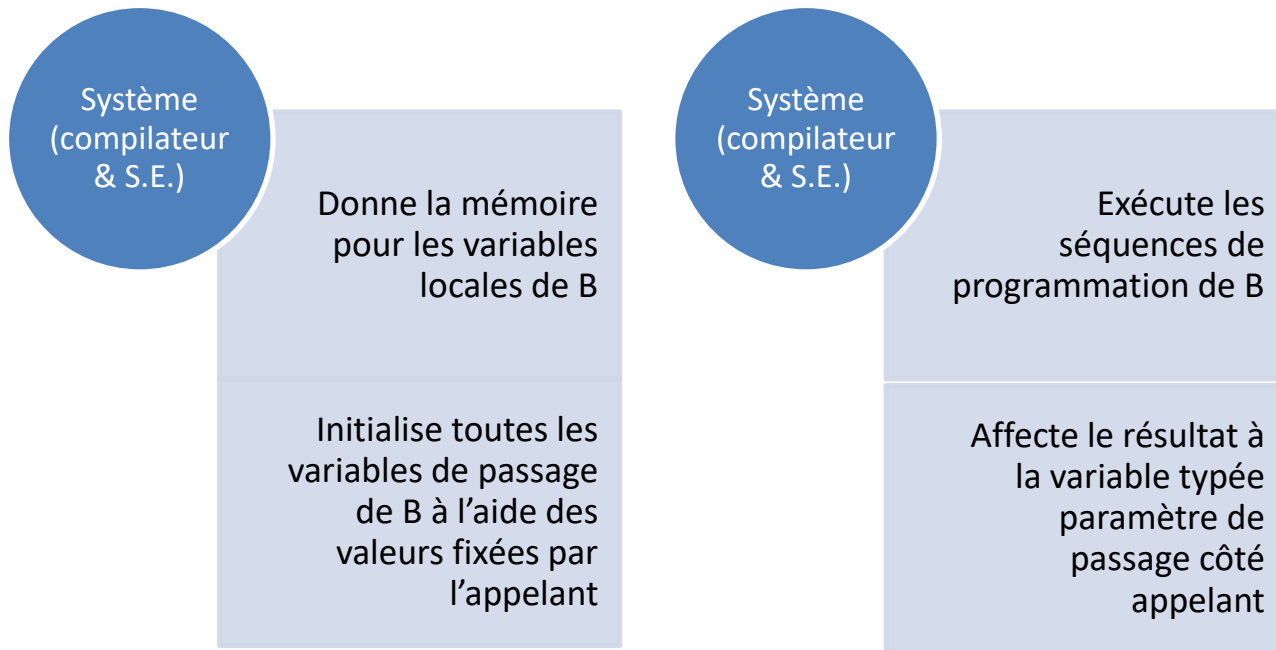 Système
(compilateur
& S.E.)
Donne la mémoire
pour les variables
locales de B
Initialise toutes les
variables de passage
de B à l’aide des
valeurs fixées par
l’appelant
Système
(compilateur
& S.E.)
Exécute les
séquences de
programmation de B
Affecte le résultat à
la variable typée
paramètre de
passage côté
appelant